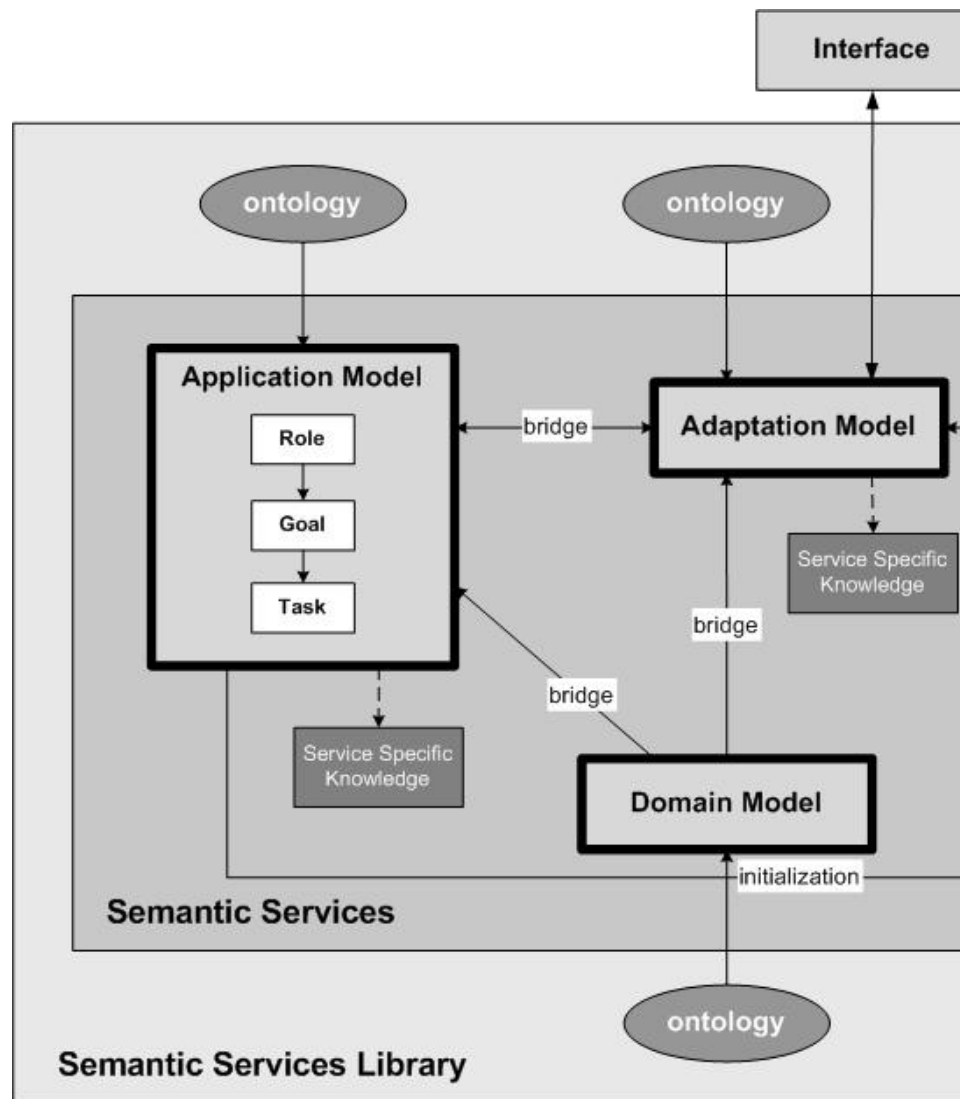 Interface
ontology
ontology
Application Model
Role
Goal
Task
bridge
Adaptation Model
Service Specific
Knowledge
bridge
bridge
Service Specific
Knowledge
Domain Model
initialization
Semantic Services
ontology
Semantic Services Library